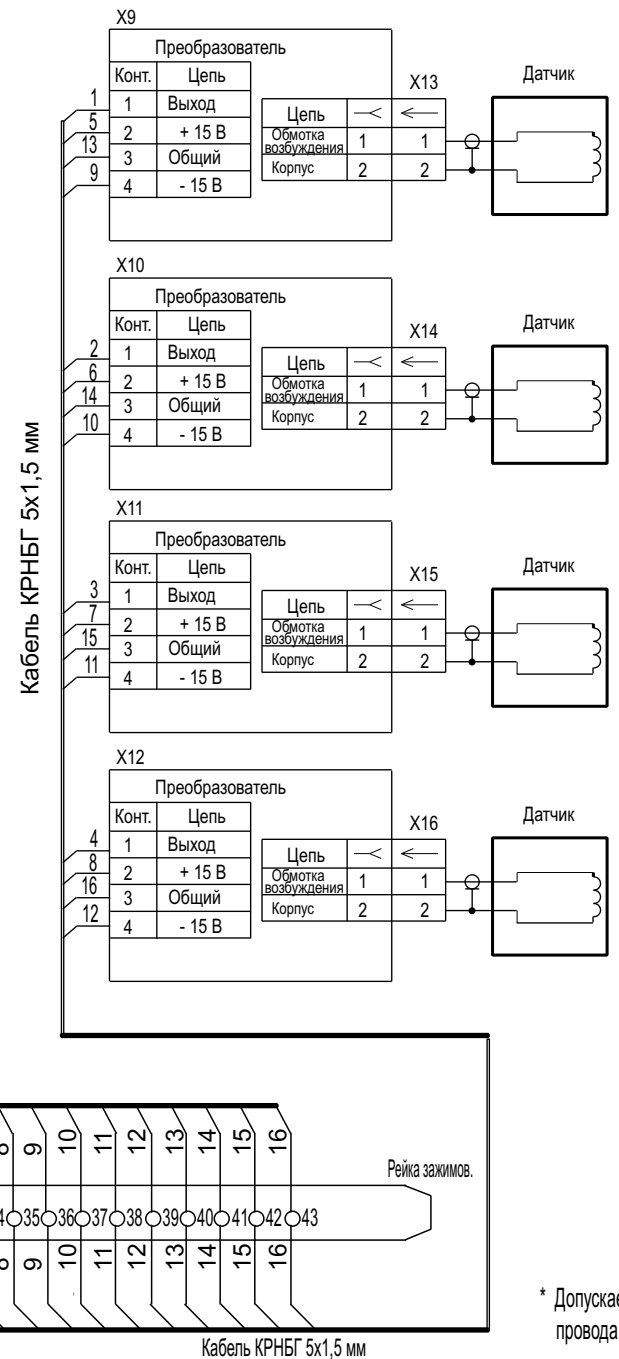 X9
Преобразователь
Конт. Цепь
X13
Датчик
1 1 Выход
5 2 + 15 В
13 3 Общий
9 4 - 15 В
Цепь
Обмотка возбуждения 1 1
Корпус 2 2
X10
Преобразователь
Конт. Цепь
X14
Датчик
2 1 Выход
6 2 + 15 В
14 3 Общий
10 4 - 15 В
Цепь
Обмотка возбуждения 1 1
Корпус 2 2
Кабель КРНБГ 5x1,5 мм
X11
Преобразователь
Конт. Цепь
X15
Датчик
3 1 Выход
7 2 + 15 В
15 3 Общий
11 4 - 15 В
Цепь
Обмотка возбуждения 1 1
Корпус 2 2
X12
Преобразователь
Конт. Цепь
X16
Датчик
4 1 Выход
8 2 + 15 В
16 3 Общий
12 4 - 15 В
Цепь
Обмотка возбуждения 1 1
Корпус 2 2
9 10 11 12 13 14 15 16
Рейка зажимов.
35 36 37 38 39 40 41 42 43
9 10 11 12 13 14 15 16
Кабель КРНБГ 5x1,5 мм
* Допускае
провода